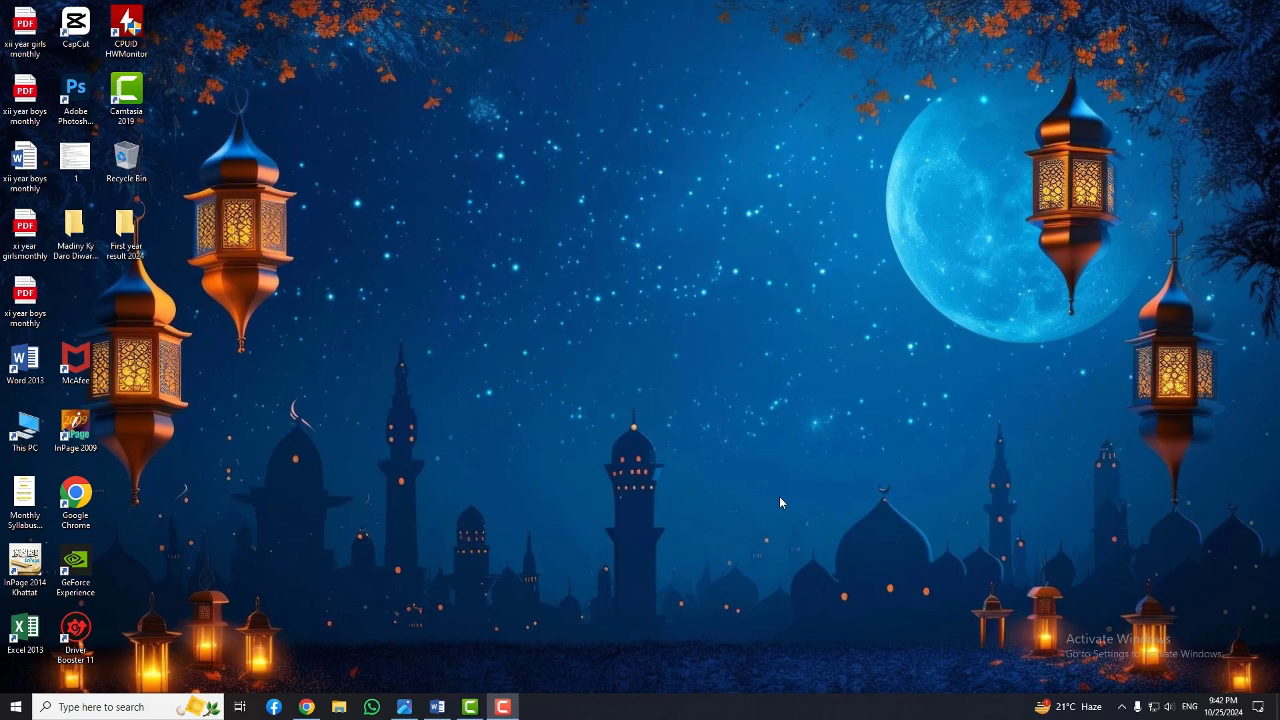 xii year girls
monthly
CapCut
CPUID
HWMonitor
xii year boys
monthly
Adobe
Photosh...
Camtasia
2019
xii year boys
monthly
1
Recycle Bin
xi year
girlsmonthly
Madiny Ky
Daro Diwar...
First year
result 2024
xii year boys
monthly
Word 2013
McAfee
This PC
InPage 2009
Monthly
Syllabus...
Google
Chrome
InPage 2014
Khattat
GeForce
Experience
Excel 2013
Driver
Booster 11
Activate Windows
Go to Settings to activate Windows.
Type here to search
21°C Haze
ENG
9:42 PM
10/25/2024